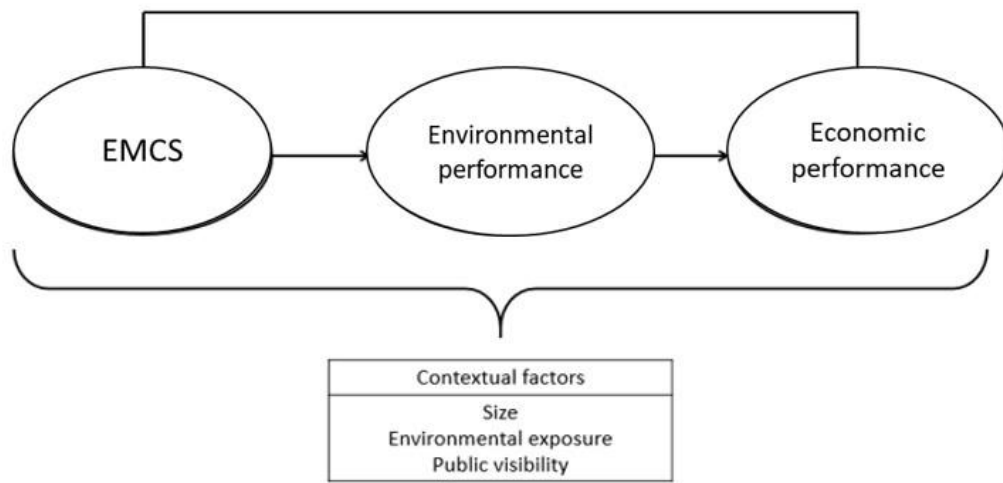 EMCS
Environmental
performance
Economic
performance
Contextual factors
Size
Environmental exposure
Public visibility